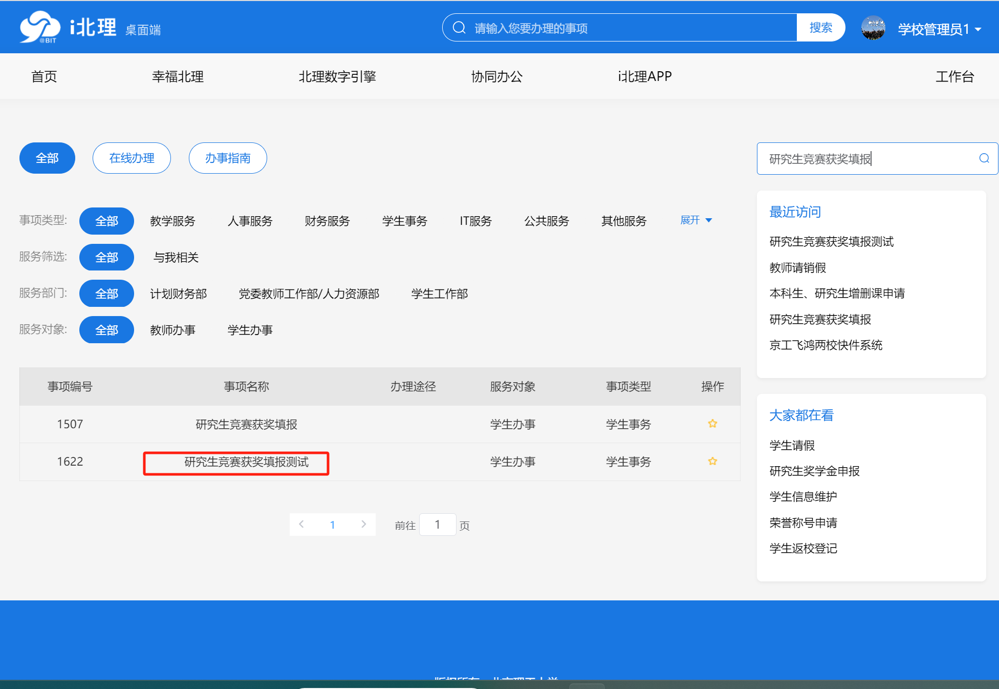 @BIT
i北理 桌面端
请输入您要办理的事项
搜索
学校管理员1
首页 幸福北理 北理数字引擎 协同办公 i北理APP 工作台
全部 在线办理 办事指南
研究生竞赛获奖填报
事项类型: 全部 教学服务 人事服务 财务服务 学生事务 IT服务 公共服务 其他服务 展开
服务筛选: 全部 与我相关
服务部门: 全部 计划财务部 党委教师工作部/人力资源部 学生工作部
服务对象: 全部 教师办事 学生办事
事项编号 事项名称 办理途径 服务对象 事项类型 操作
1507 研究生竞赛获奖填报 学生办事 学生事务
1622 研究生竞赛获奖填报测试 学生办事 学生事务
1 前往 1 页
最近访问
研究生竞赛获奖填报测试
教师请销假
本科生、研究生增删课申请
研究生竞赛获奖填报
京工飞鸿两校快件系统
大家都在看
学生请假
研究生奖学金申报
学生信息维护
荣誉称号申请
学生返校登记